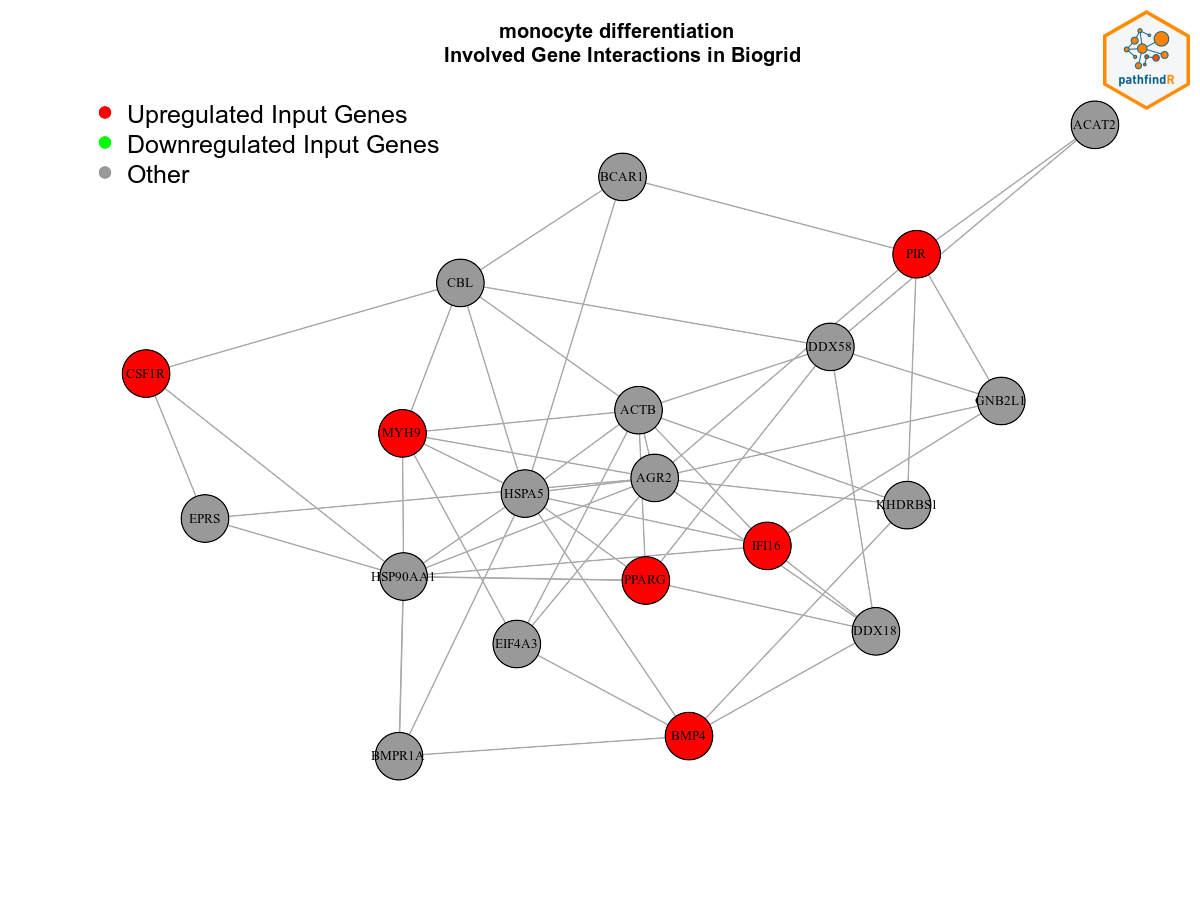 monocyte differentiation
Involved Gene Interactions in Biogrid
pathfindR
Upregulated Input Genes
Downregulated Input Genes
Other
ACAT2
BCAR1
PIR
CBL
DDX58
CSF1R
GNB2L1
ACTB
MYH9
AGR2
HSPA5
KHDRBS1
EPRS
IFI16
HSP90AA1
PPARG
DDX18
EIF4A3
BMP4
BMPR1A